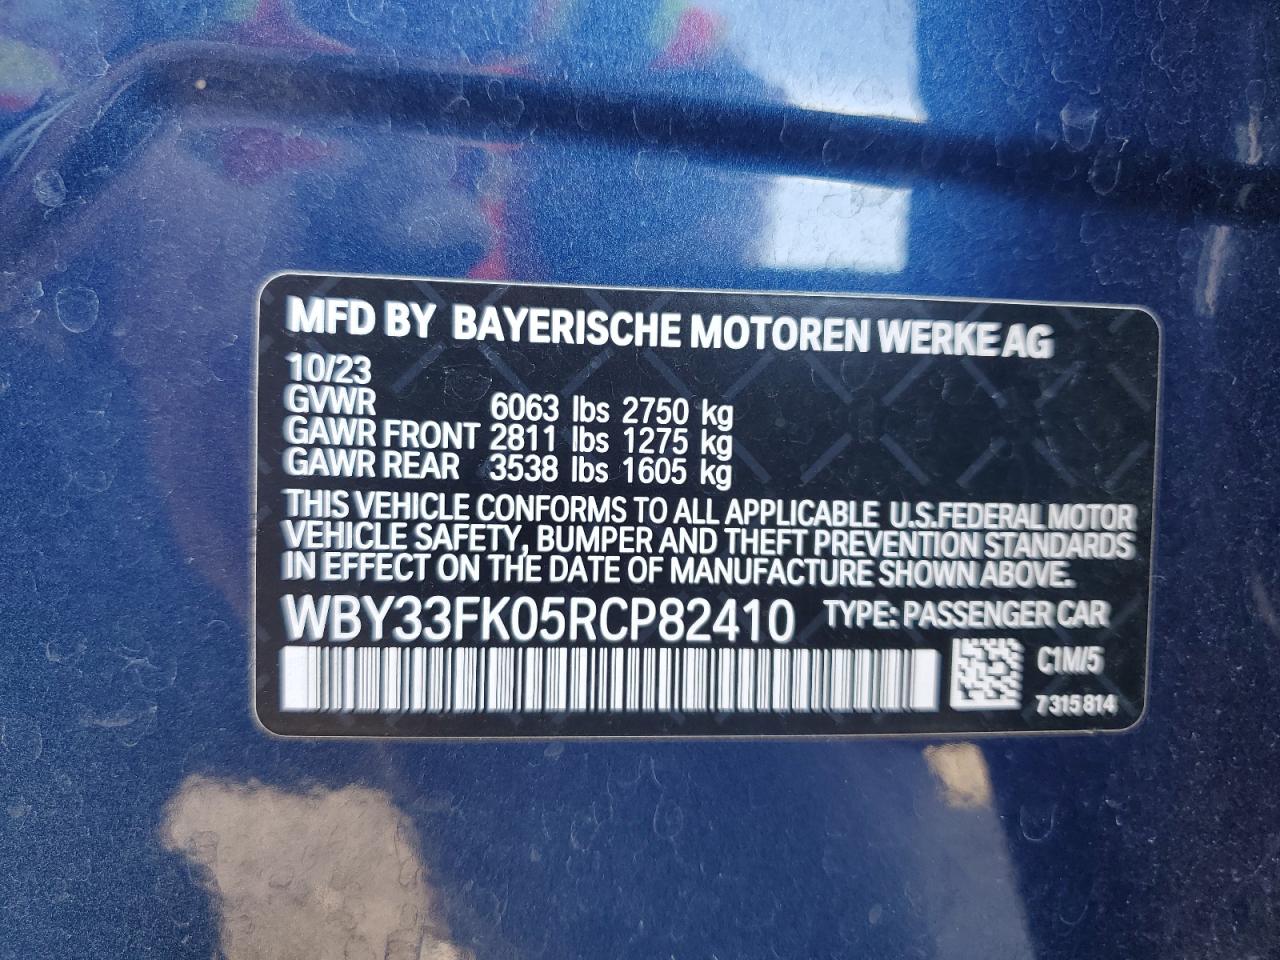 MFD BY BAYERISCHE MOTOREN WERKE AG
10/23
GVWR 6063 lbs 2750 kg
GAWR FRONT 2811 lbs 1275 kg
GAWR REAR 3538 lbs 1605 kg
THIS VEHICLE CONFORMS TO ALL APPLICABLE U.S.FEDERAL MOTOR
VEHICLE SAFETY, BUMPER AND THEFT PREVENTION STANDARDS
IN EFFECT ON THE DATE OF MANUFACTURE SHOWN ABOVE.
WBY33FK05RCP82410 TYPE: PASSENGER CAR
C1M/5
7315814